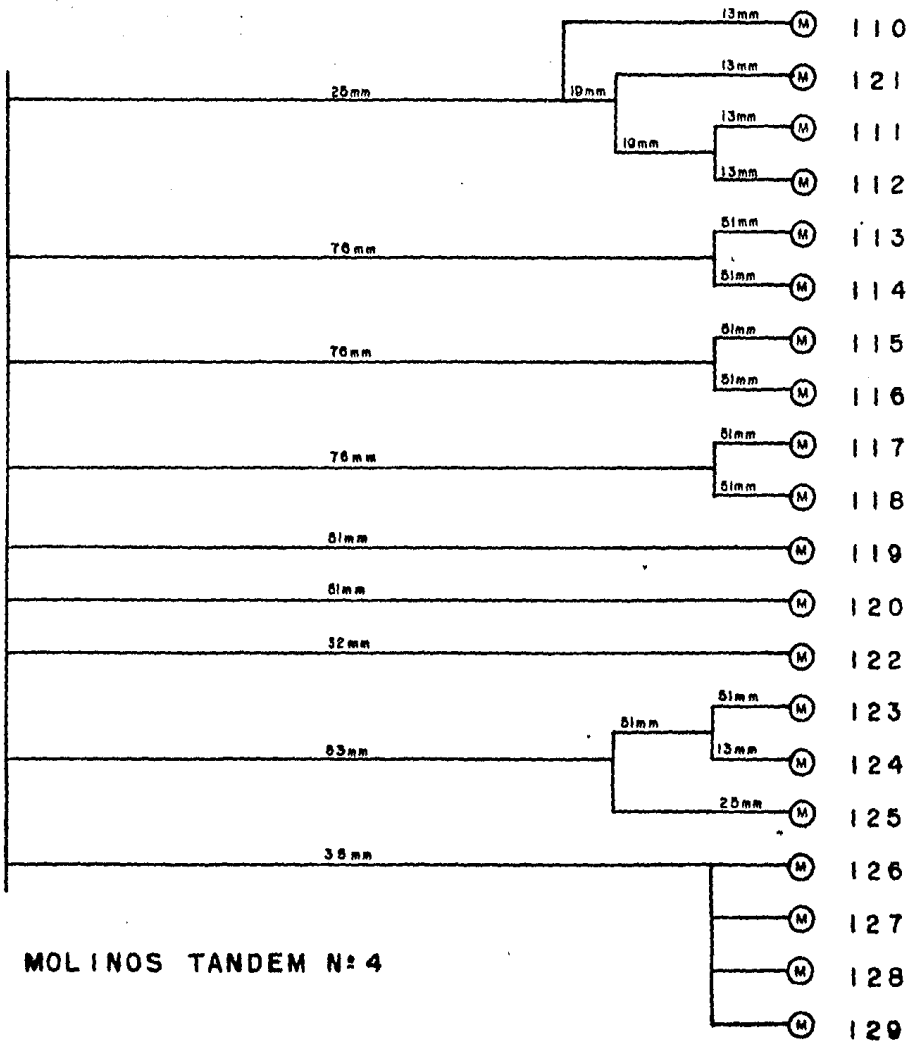 13mm M 110
13mm M 121
25mm 19mm
13mm M 111
19mm
13mm M 112
51mm M 113
76mm
51mm M 114
51mm M 115
76mm
51mm M 116
51mm M 117
76mm
51mm M 118
51mm M 119
51mm M 120
32mm M 122
51mm M 123
51mm
13mm M 124
25mm M 125
38mm M 126
M 127
MOLINOS TANDEM Nº 4
M 128
M 129